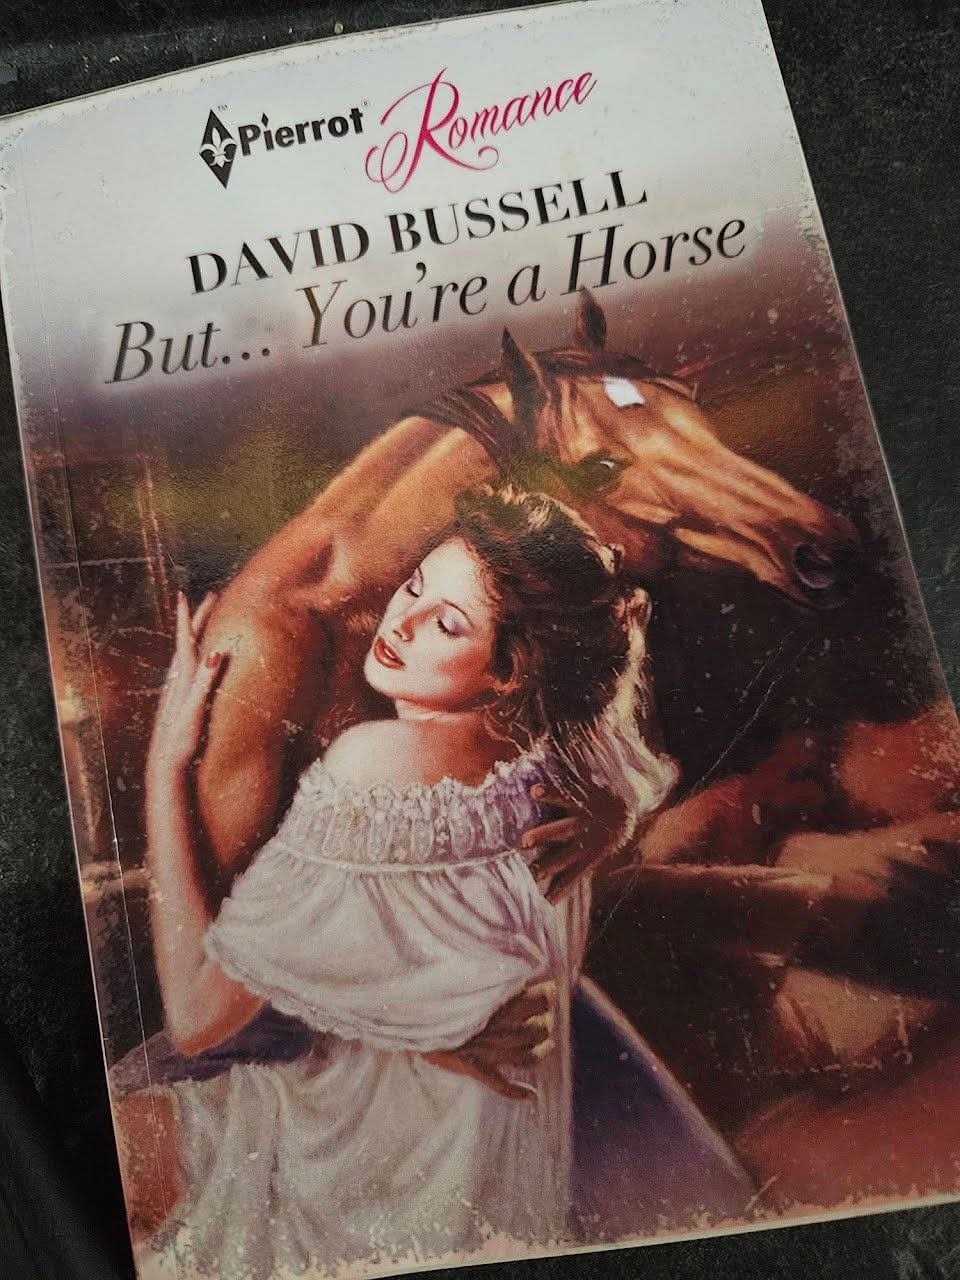 Pierrot® Romance
DAVID BUSSELL
But... You're a Horse